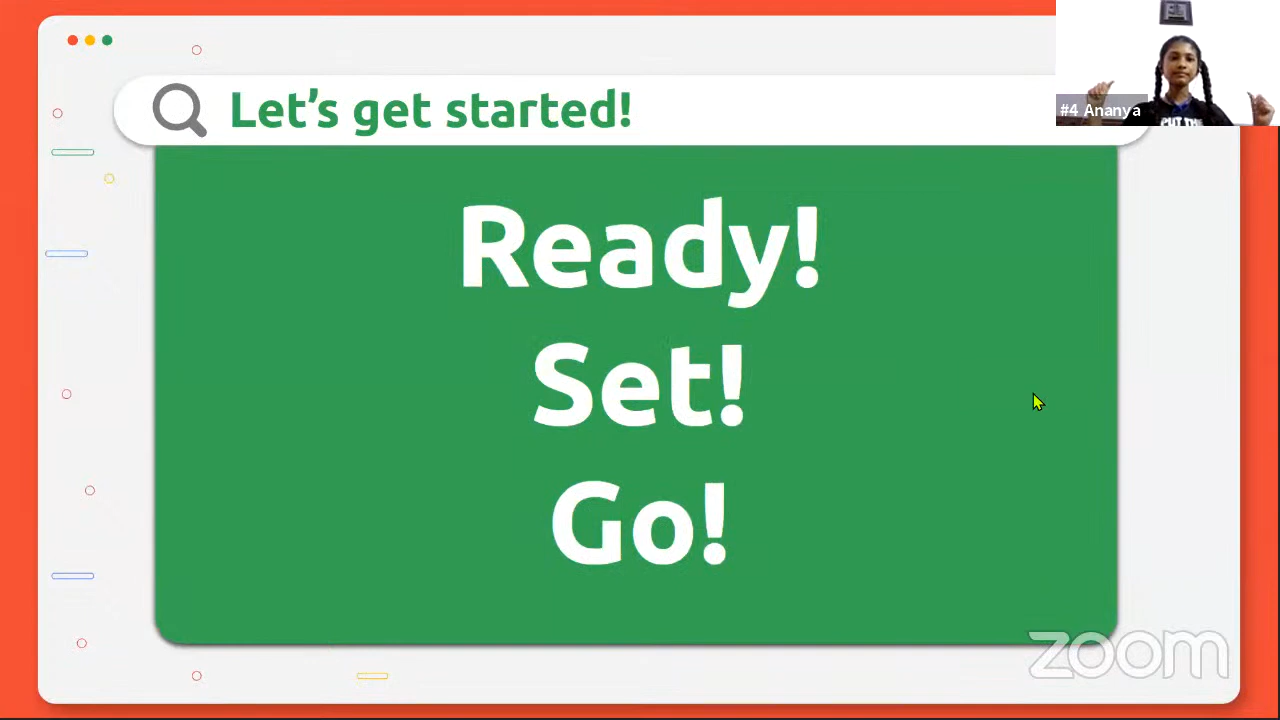 Let's get started!
#4 Ananya
Ready!
Set!
Go!
zoom